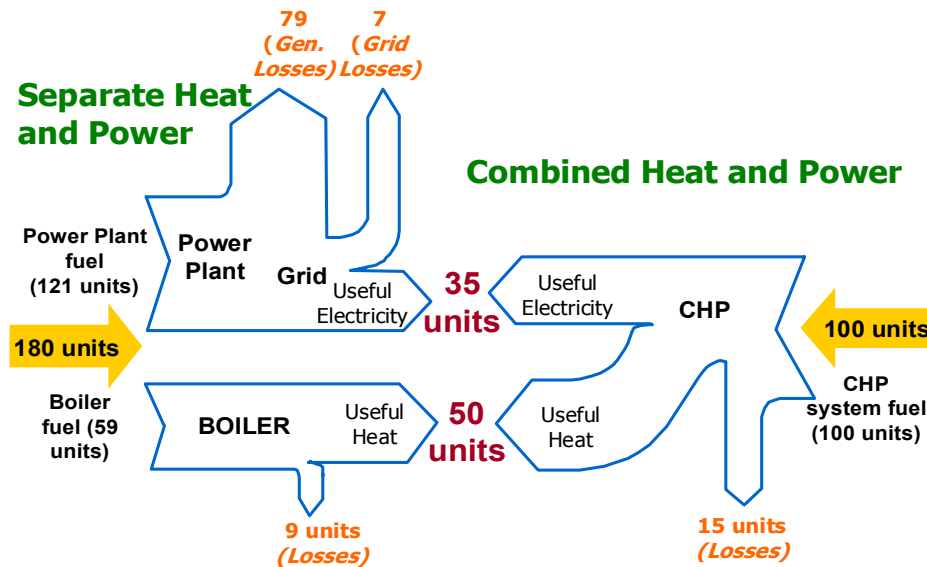 79
(Gen.
Losses)
7
(Grid
Losses)
Separate Heat
and Power
Combined Heat and Power
Power Plant
fuel
(121 units)
Power
Plant
Grid
Useful
Electricity
35
units
Useful
Electricity
CHP
180 units
100 units
Boiler
fuel (59
units)
BOILER
Useful
Heat
50
units
Useful
Heat
CHP
system fuel
(100 units)
9 units
(Losses)
15 units
(Losses)